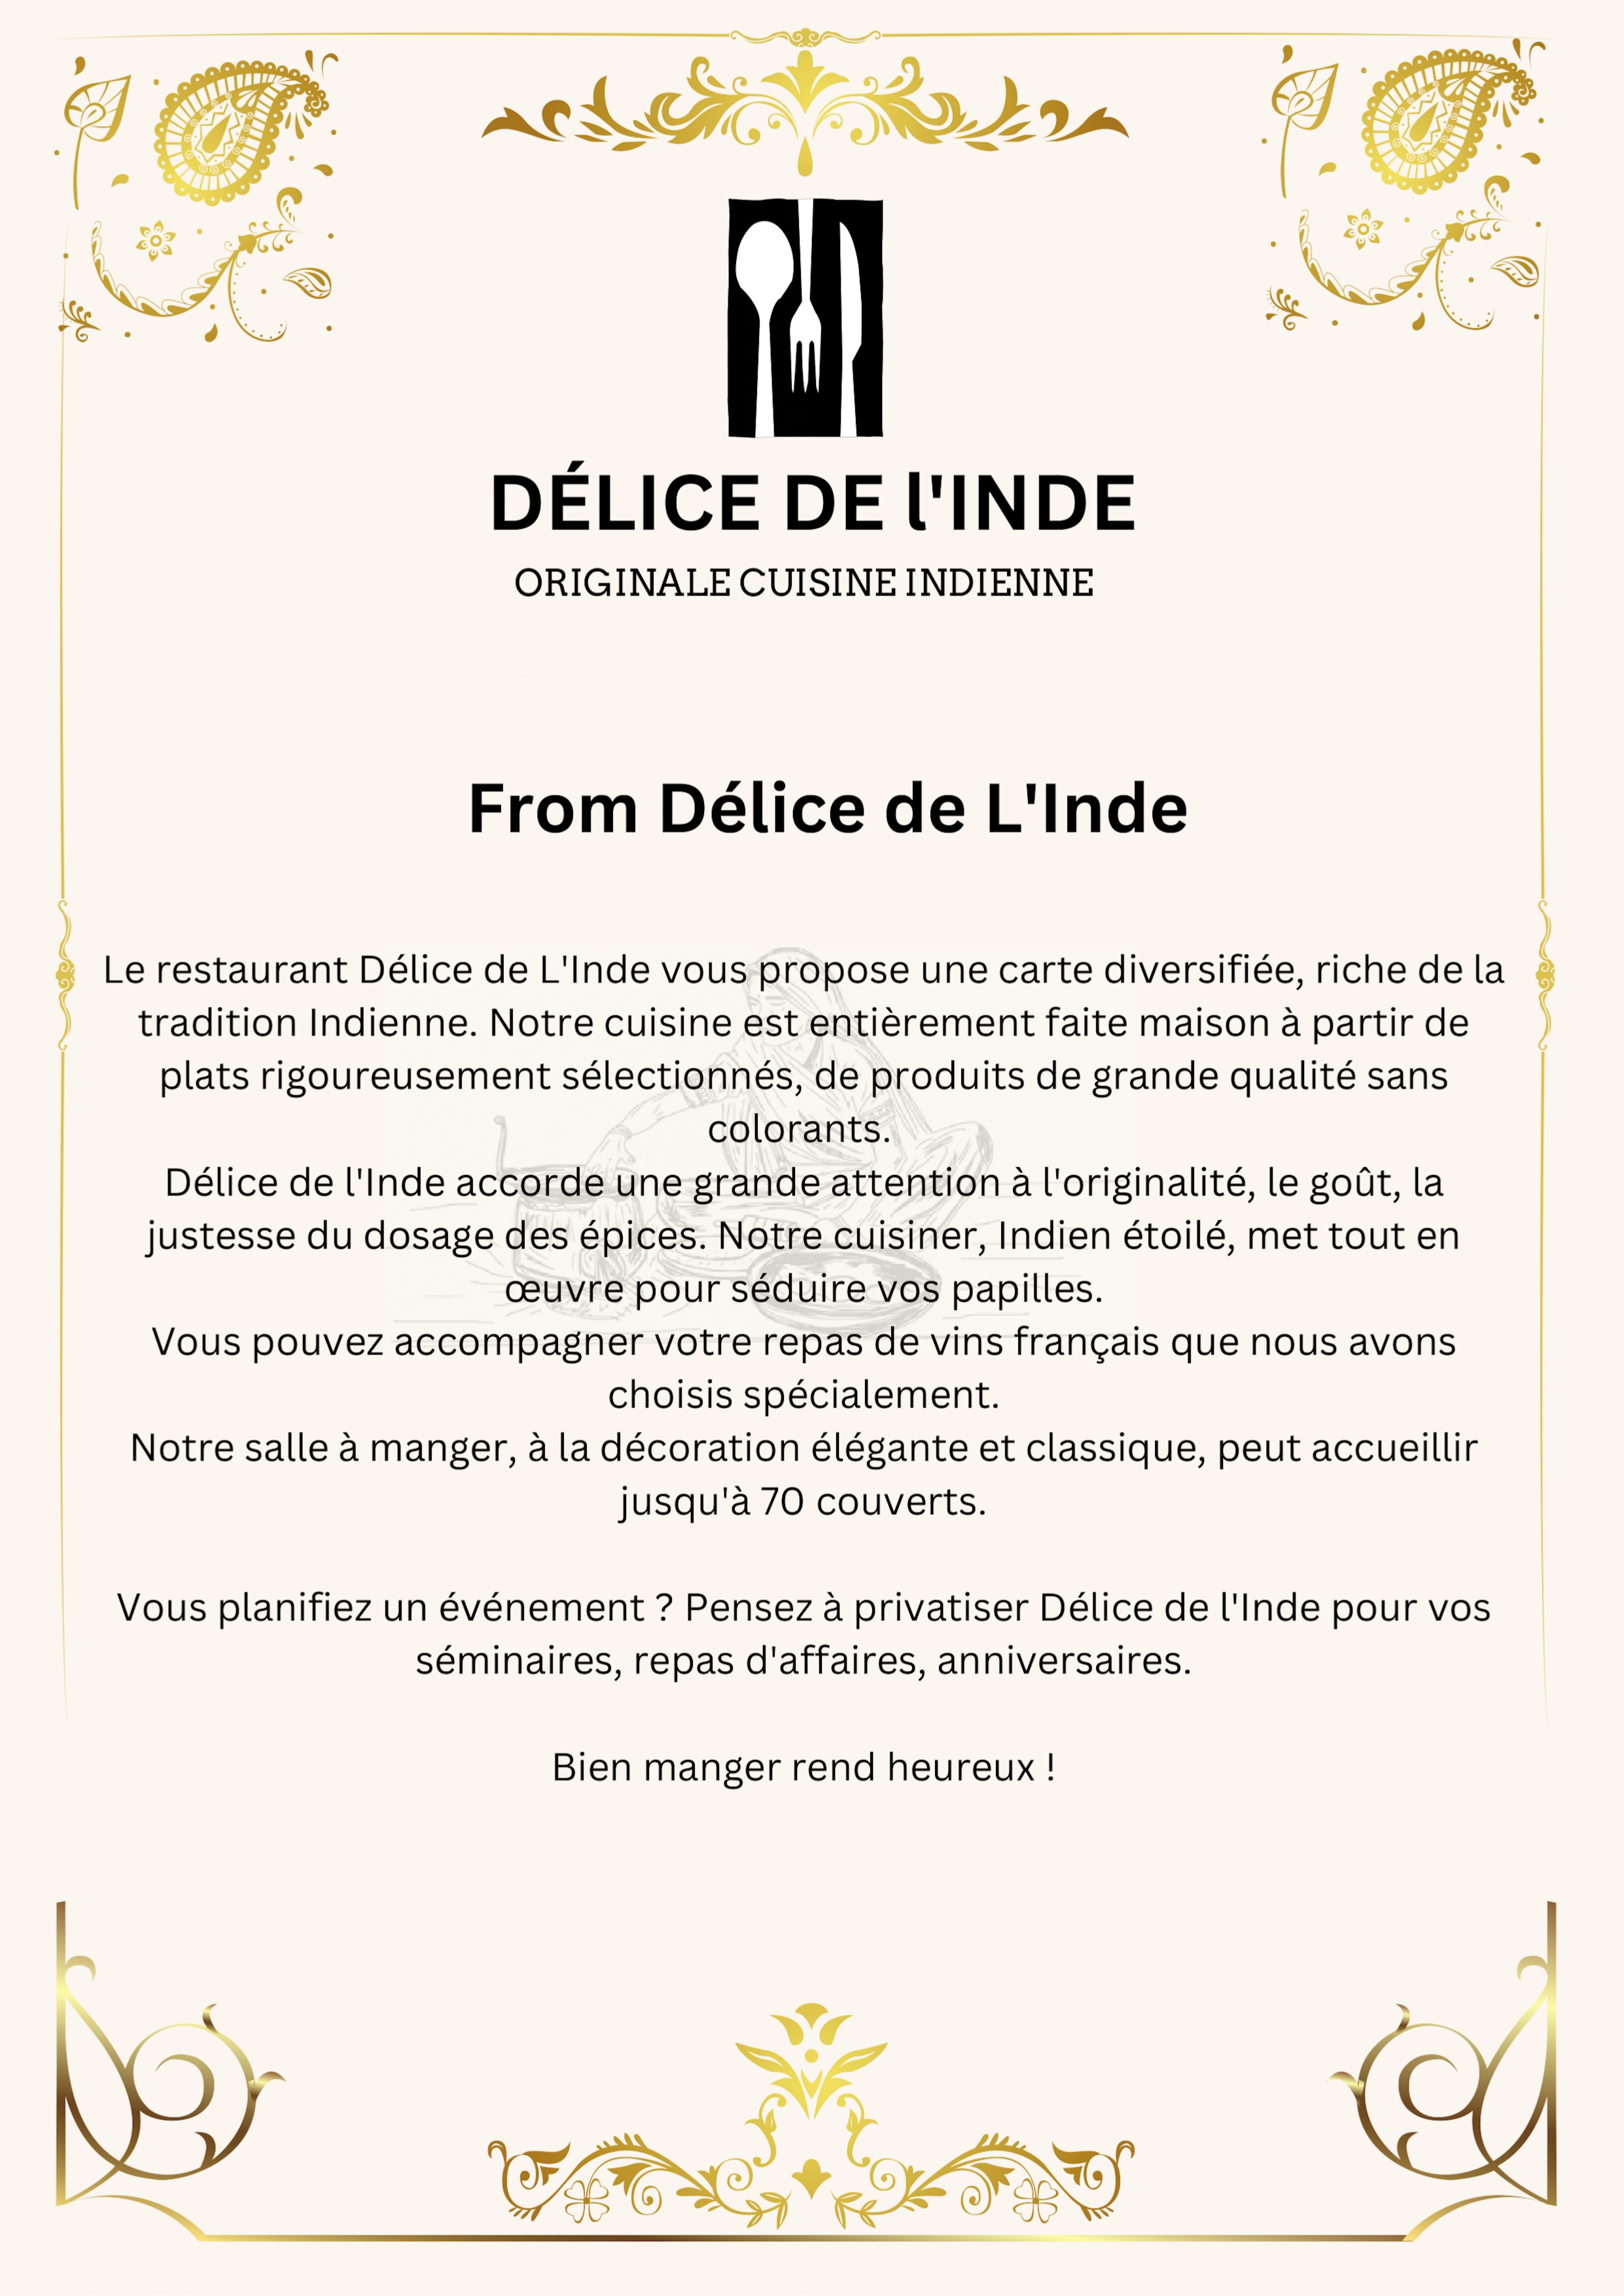 DÉLICE DE l'INDE
ORIGINALE CUISINE INDIENNE
From Délice de L'Inde
Le restaurant Délice de L'Inde vous propose une carte diversifiée, riche de la
tradition Indienne. Notre cuisine est entièrement faite maison à partir de
plats rigoureusement sélectionnés, de produits de grande qualité sans
colorants.
Délice de l'Inde accorde une grande attention à l'originalité, le goût, la
justesse du dosage des épices. Notre cuisiner, Indien étoilé, met tout en
œuvre pour séduire vos papilles.
Vous pouvez accompagner votre repas de vins français que nous avons
choisis spécialement.
Notre salle à manger, à la décoration élégante et classique, peut accueillir
jusqu'à 70 couverts.
Vous planifiez un événement ? Pensez à privatiser Délice de l'Inde pour vos
séminaires, repas d'affaires, anniversaires.
Bien manger rend heureux !